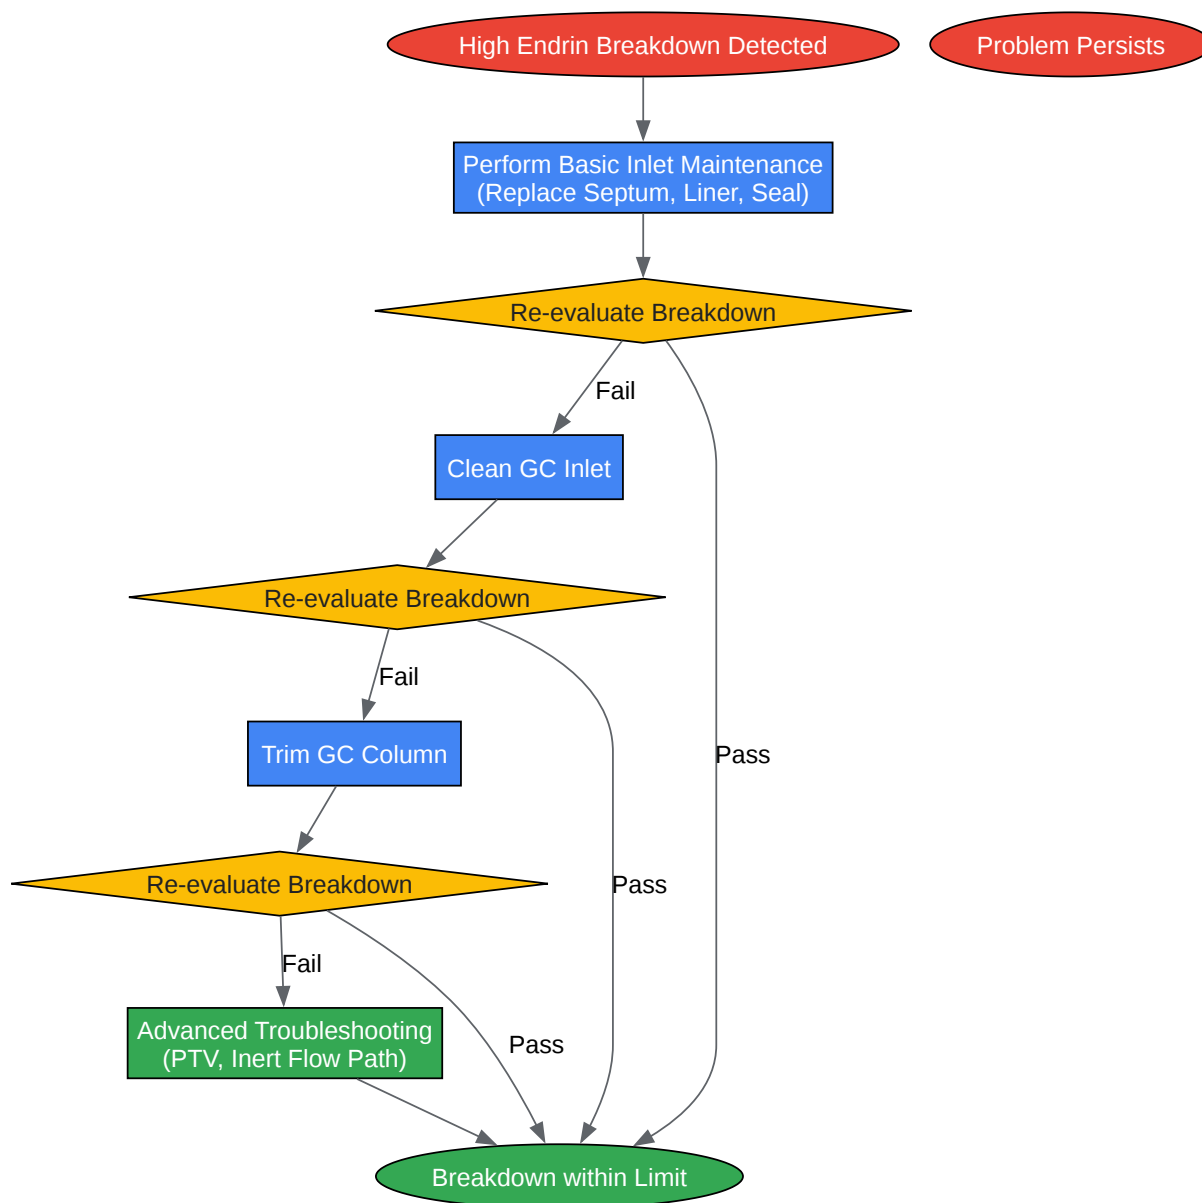 High Endrin Breakdown Detected
Problem Persists
Perform Basic Inlet Maintenance
(Replace Septum, Liner, Seal)
Re-evaluate Breakdown
Fail
Clean GC Inlet
Re-evaluate Breakdown
Fail
Trim GC Column
Pass
Re-evaluate Breakdown
Pass
Fail
Advanced Troubleshooting
(PTV, Inert Flow Path)
Pass
Breakdown within Limit